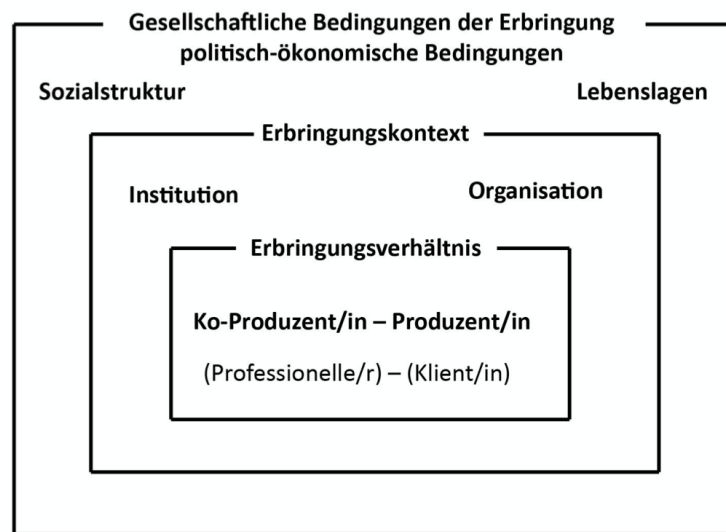 Gesellschaftliche Bedingungen der Erbringung
politisch-ökonomische Bedingungen
Sozialstruktur Lebenslagen
Erbringungskontext
Institution Organisation
Erbringungsverhältnis
Ko-Produzent/in – Produzent/in
(Professionelle/r) – (Klient/in)